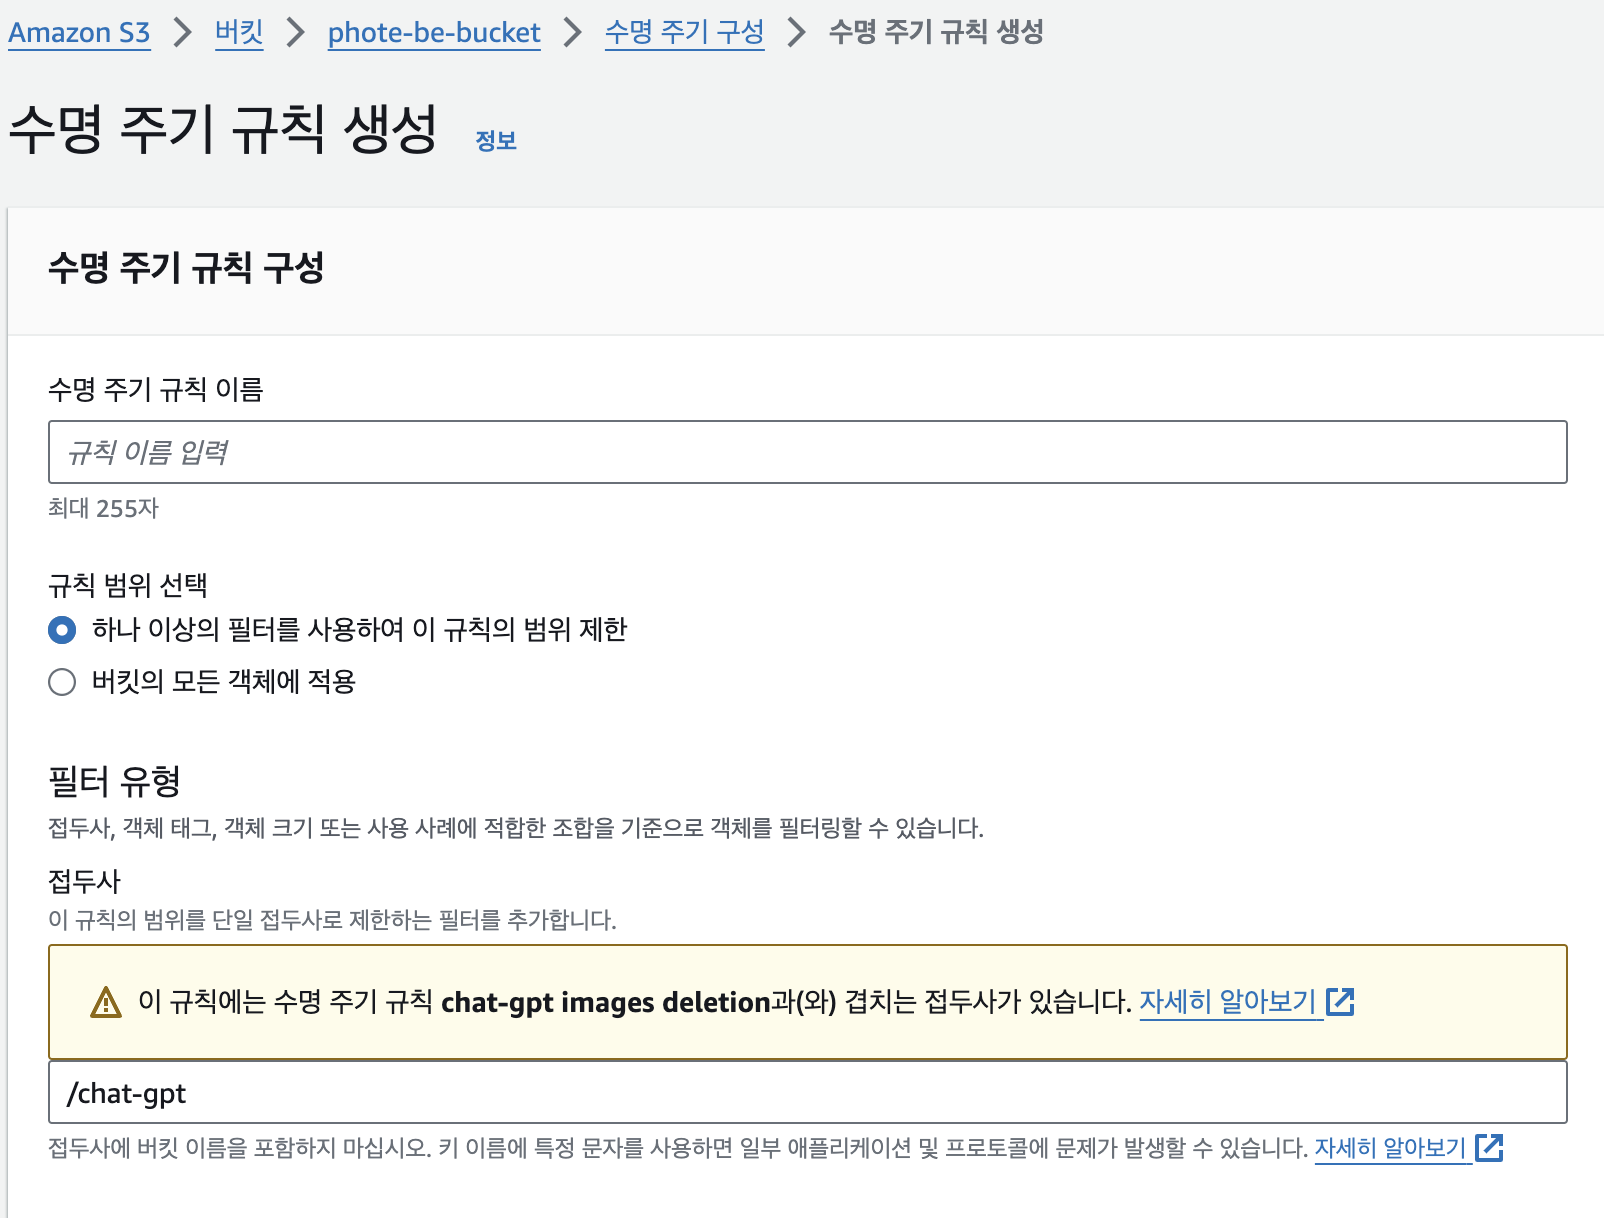 Amazon S3 > 버킷 > phote-be-bucket > 수명 주기 구성 > 수명 주기 규칙 생성
수명 주기 규칙 생성 정보
수명 주기 규칙 구성
수명 주기 규칙 이름
규칙 이름 입력
최대 255자
규칙 범위 선택
하나 이상의 필터를 사용하여 이 규칙의 범위 제한
버킷의 모든 객체에 적용
필터 유형
접두사, 객체 태그, 객체 크기 또는 사용 사례에 적합한 조합을 기준으로 객체를 필터링할 수 있습니다.
접두사
이 규칙의 범위를 단일 접두사로 제한하는 필터를 추가합니다.
이 규칙에는 수명 주기 규칙 chat-gpt images deletion과(와) 겹치는 접두사가 있습니다. 자세히 알아보기
/chat-gpt
접두사에 버킷 이름을 포함하지 마십시오. 키 이름에 특정 문자를 사용하면 일부 애플리케이션 및 프로토콜에 문제가 발생할 수 있습니다. 자세히 알아보기